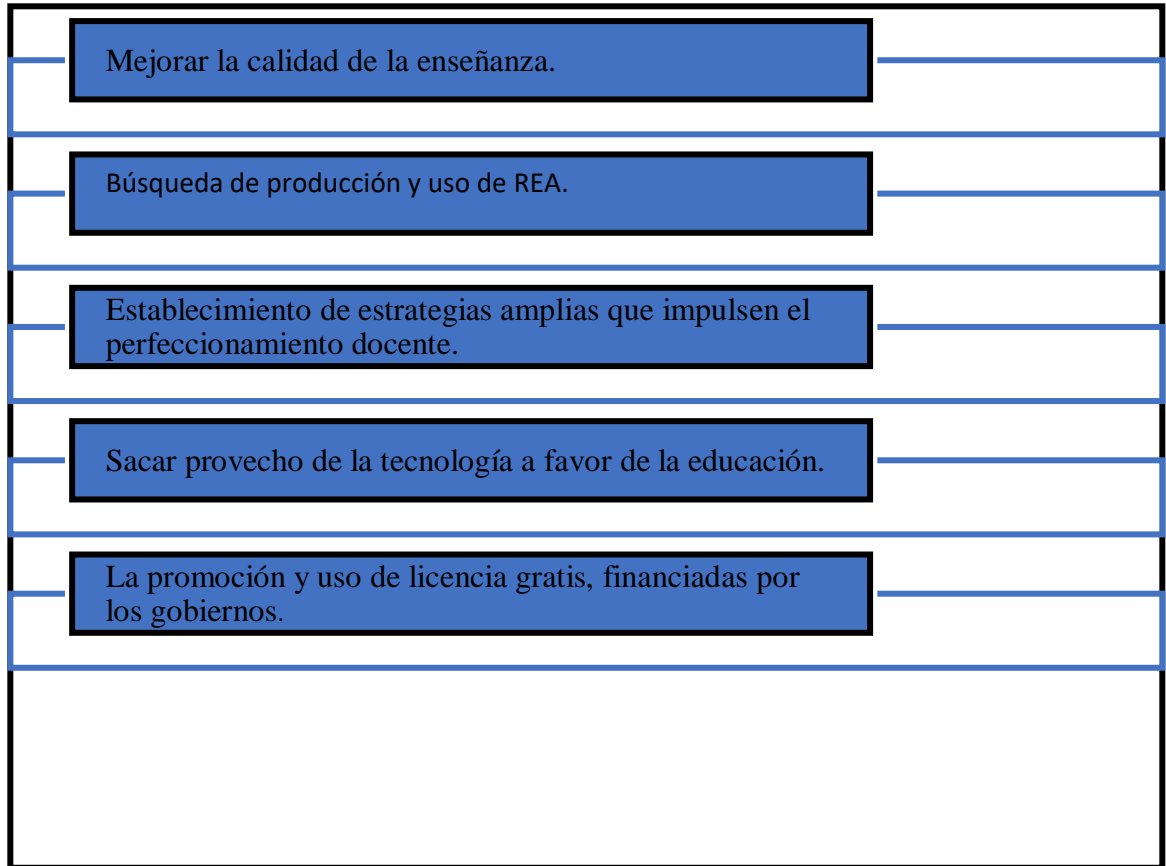 Mejorar la calidad de la enseñanza.
Búsqueda de producción y uso de REA.
Establecimiento de estrategias amplias que impulsen el
perfeccionamiento docente.
Sacar provecho de la tecnología a favor de la educación.
La promoción y uso de licencia gratis, financiadas por
los gobiernos.